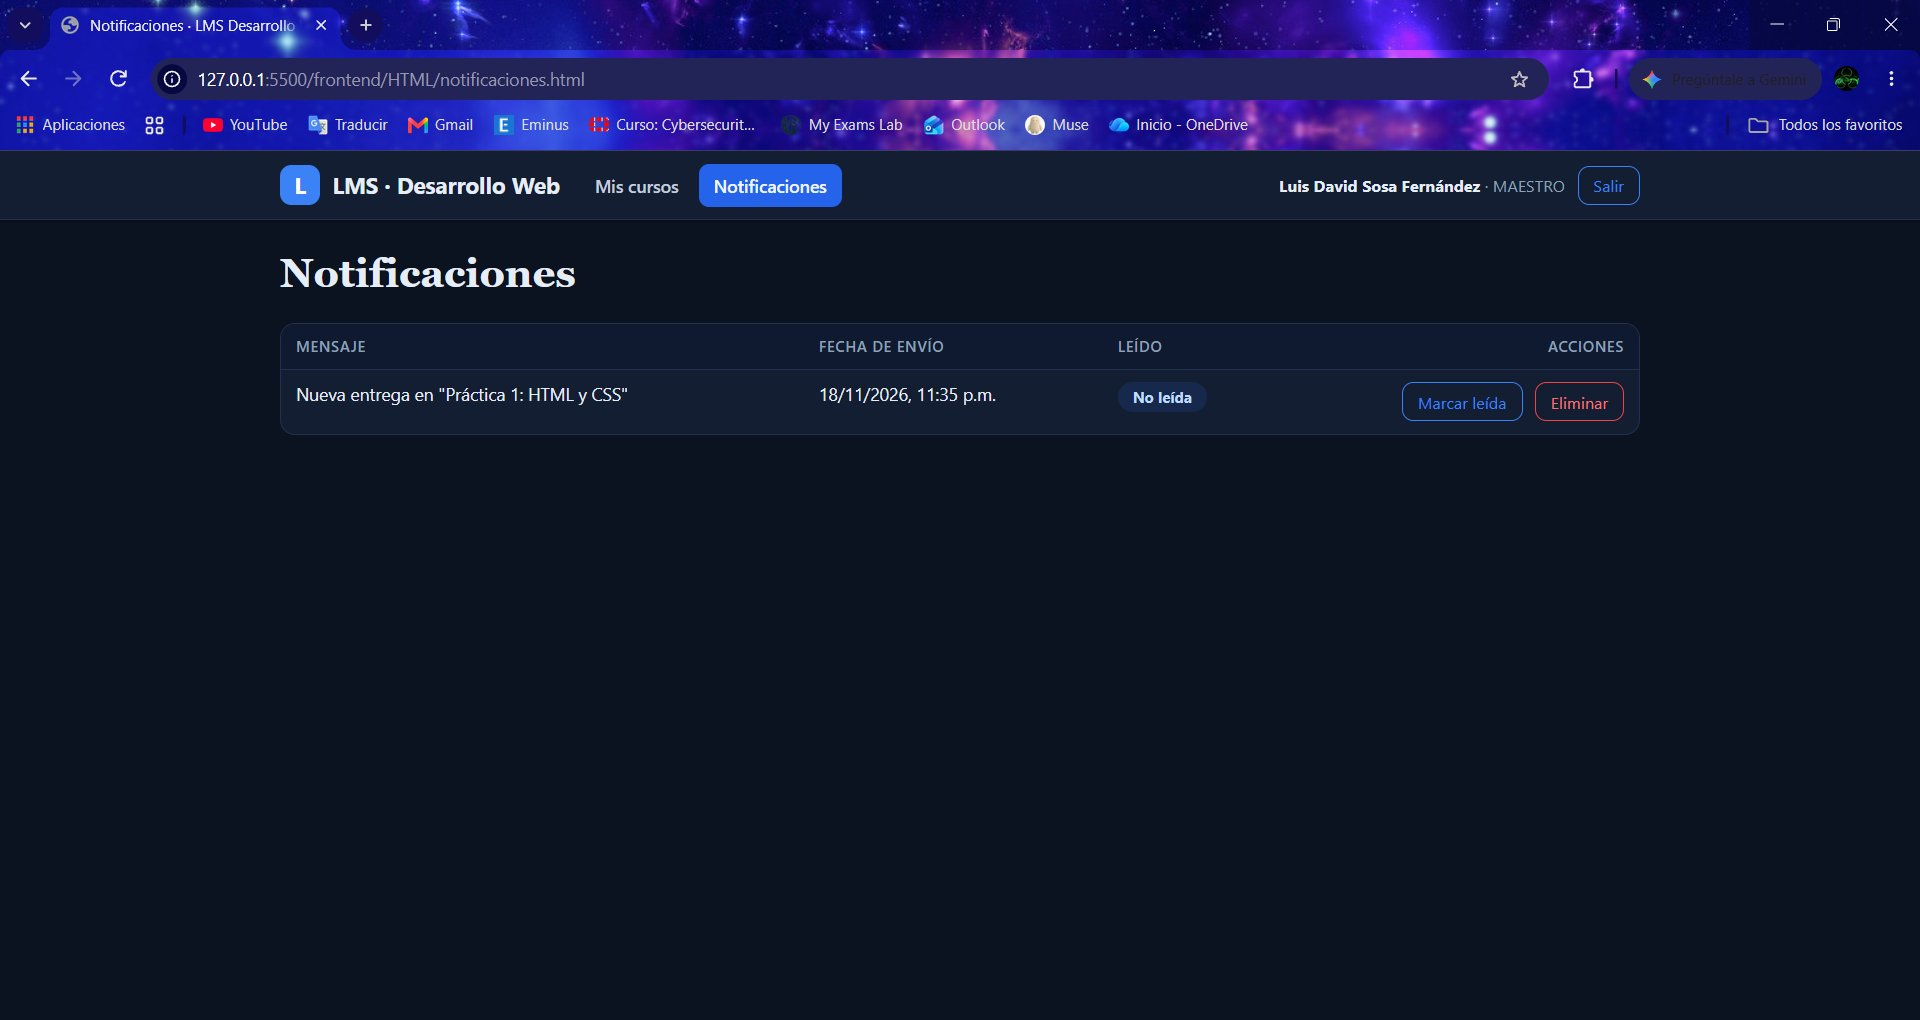 Notificaciones · LMS Desarrollo
127.0.0.1:5500/frontend/HTML/notificaciones.html
Pregúntale a Gemini
Aplicaciones YouTube Traducir Gmail Eminus Curso: Cybersecurit... My Exams Lab Outlook Muse Inicio - OneDrive Todos los favoritos
L LMS · Desarrollo Web Mis cursos Notificaciones Luis David Sosa Fernández · MAESTRO Salir
Notificaciones
MENSAJE FECHA DE ENVÍO LEÍDO ACCIONES
Nueva entrega en "Práctica 1: HTML y CSS" 18/11/2026, 11:35 p.m. No leída Marcar leída Eliminar